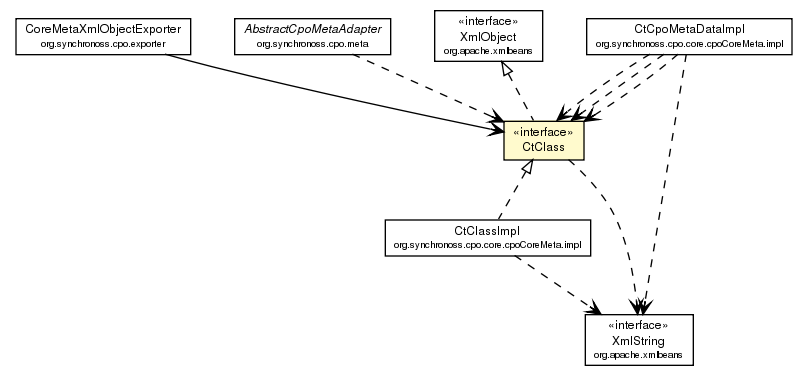 CoreMetaXmlObjectExporter
org.synchronoss.cpo.exporter
AbstractCpoMetaAdapter
org.synchronoss.cpo.meta
«interface»
XmlObject
org.apache.xmlbeans
CtCpoMetaDataImpl
org.synchronoss.cpo.core.cpoCoreMeta.impl
«interface»
CtClass
CtClassImpl
org.synchronoss.cpo.core.cpoCoreMeta.impl
«interface»
XmlString
org.apache.xmlbeans